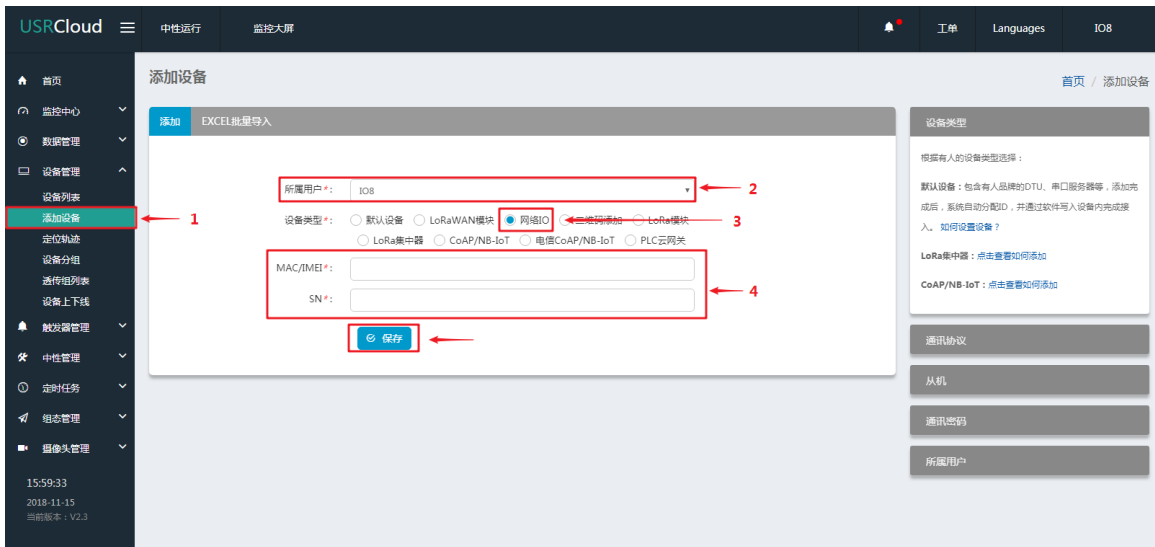 USRCloud 中性运行 监控大屏 工单 Languages IO8
首页
监控中心
数据管理
设备管理
设备列表
添加设备
定位轨迹
设备分组
透传组列表
设备上下线
触发器管理
中性管理
定时任务
组态管理
摄像头管理
15:59:33
2018-11-15
当前版本：V2.3
添加设备
首页 / 添加设备
添加 EXCEL批量导入
所属用户*： IO8
设备类型*： 默认设备 LoRaWAN模块 网络IO 二维码添加 LoRa模块
LoRa集中器 CoAP/NB-IoT 电信CoAP/NB-IoT PLC云网关
MAC/IMEI*：
SN*：
保存
1
2
3
4
设备类型
根据有人的设备类型选择：
默认设备：包含有人品牌的DTU、串口服务器等，添加完
成后，系统自动分配ID，并通过软件写入设备内完成接
入。 如何设置设备？
LoRa集中器：点击查看如何添加
CoAP/NB-IoT：点击查看如何添加
通讯协议
从机
通讯密码
所属用户